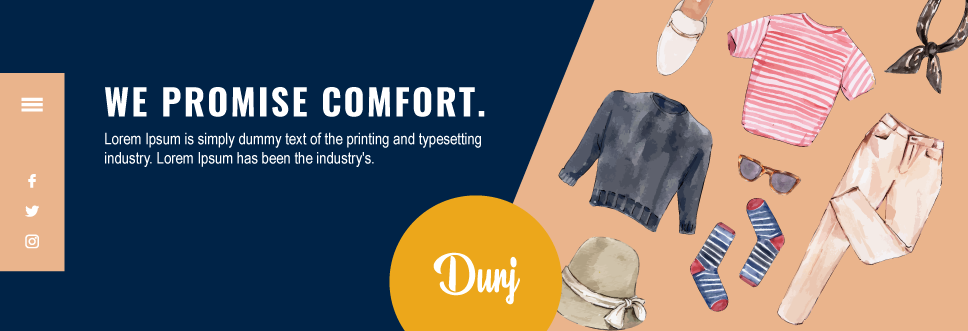 WE PROMISE COMFORT.
Lorem Ipsum is simply dummy text of the printing and typesetting
industry. Lorem Ipsum has been the industry's.
Durj